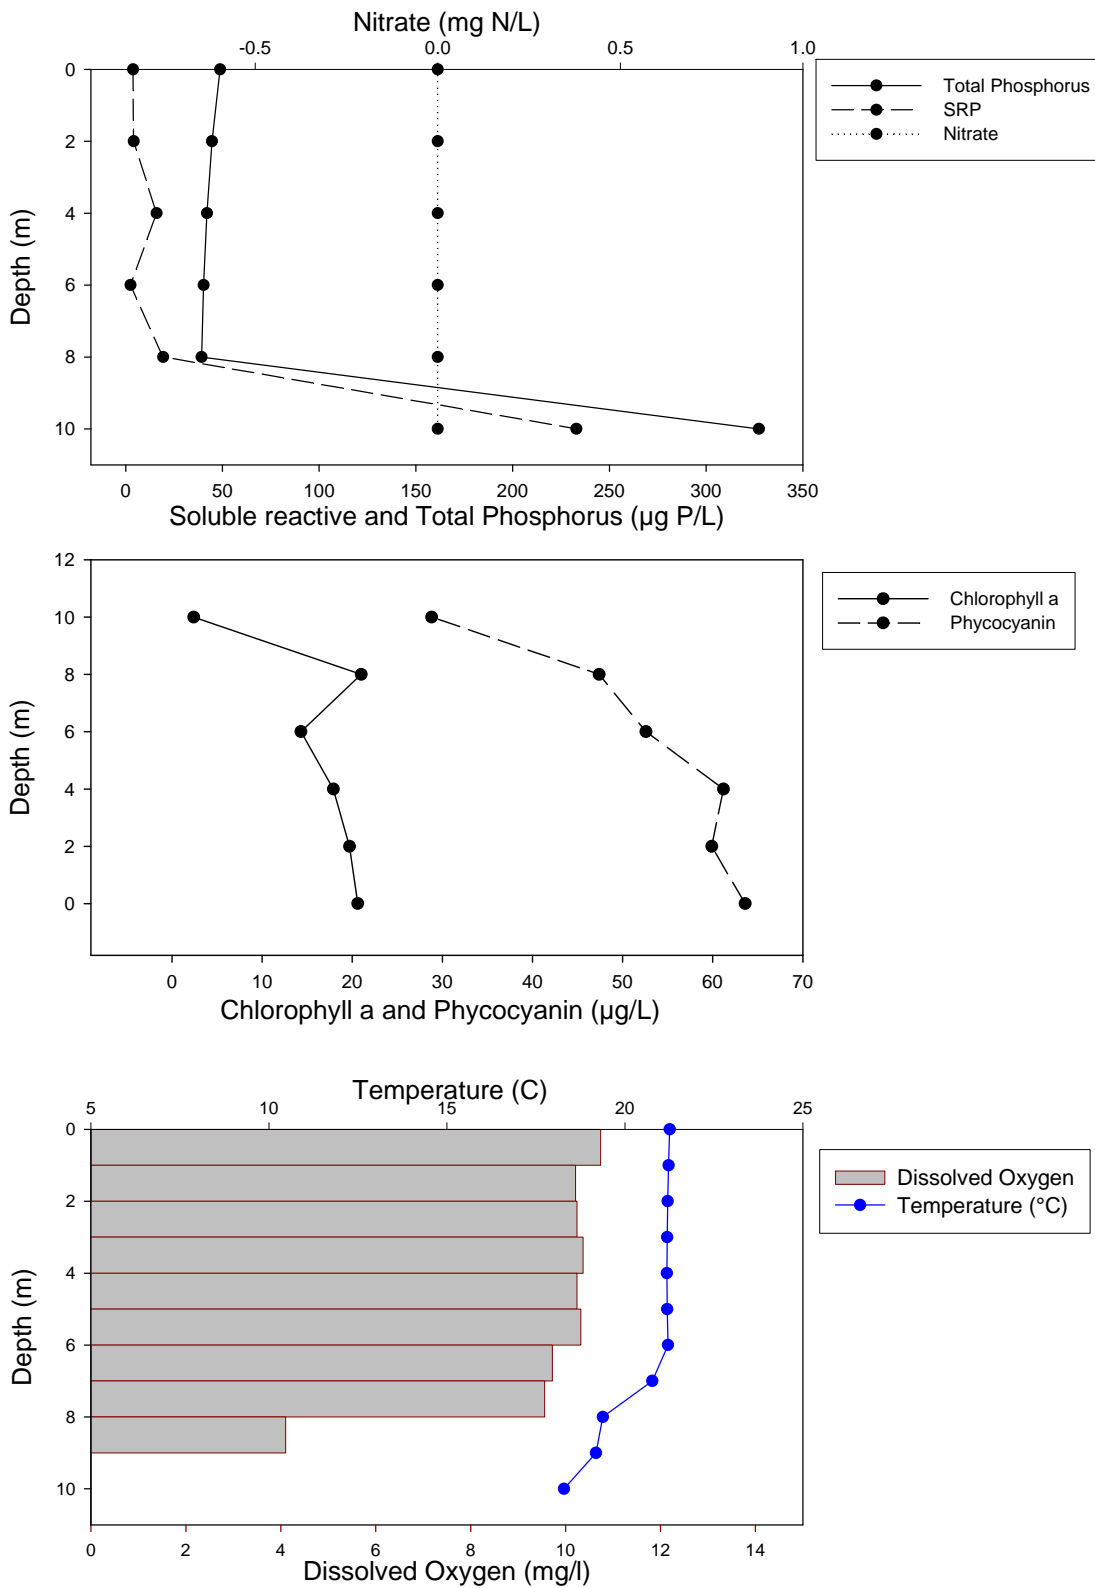 Nitrate (mg N/L)
-0.5 0.0 0.5 1.0
0
2
4
6
8
10
Depth (m)
Total Phosphorus
SRP
Nitrate
0 50 100 150 200 250 300 350
Soluble reactive and Total Phosphorus (µg P/L)
12
10
8
6
4
2
0
Depth (m)
Chlorophyll a
Phycocyanin
0 10 20 30 40 50 60 70
Chlorophyll a and Phycocyanin (µg/L)
Temperature (C)
5 10 15 20 25
0
2
4
6
8
10
Depth (m)
Dissolved Oxygen
Temperature (°C)
0 2 4 6 8 10 12 14
Dissolved Oxygen (mg/l)